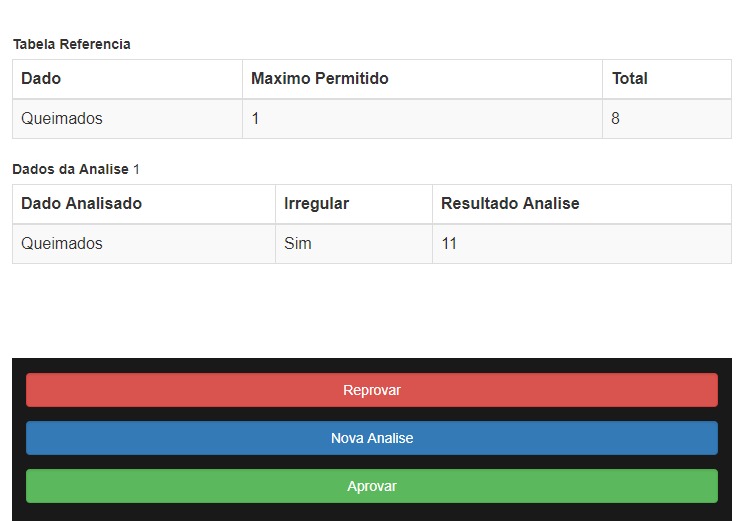 Tabela Referencia
Dado Maximo Permitido Total
Queimados 1 8
Dados da Analise 1
Dado Analisado Irregular Resultado Analise
Queimados Sim 11
Reprovar
Nova Analise
Aprovar